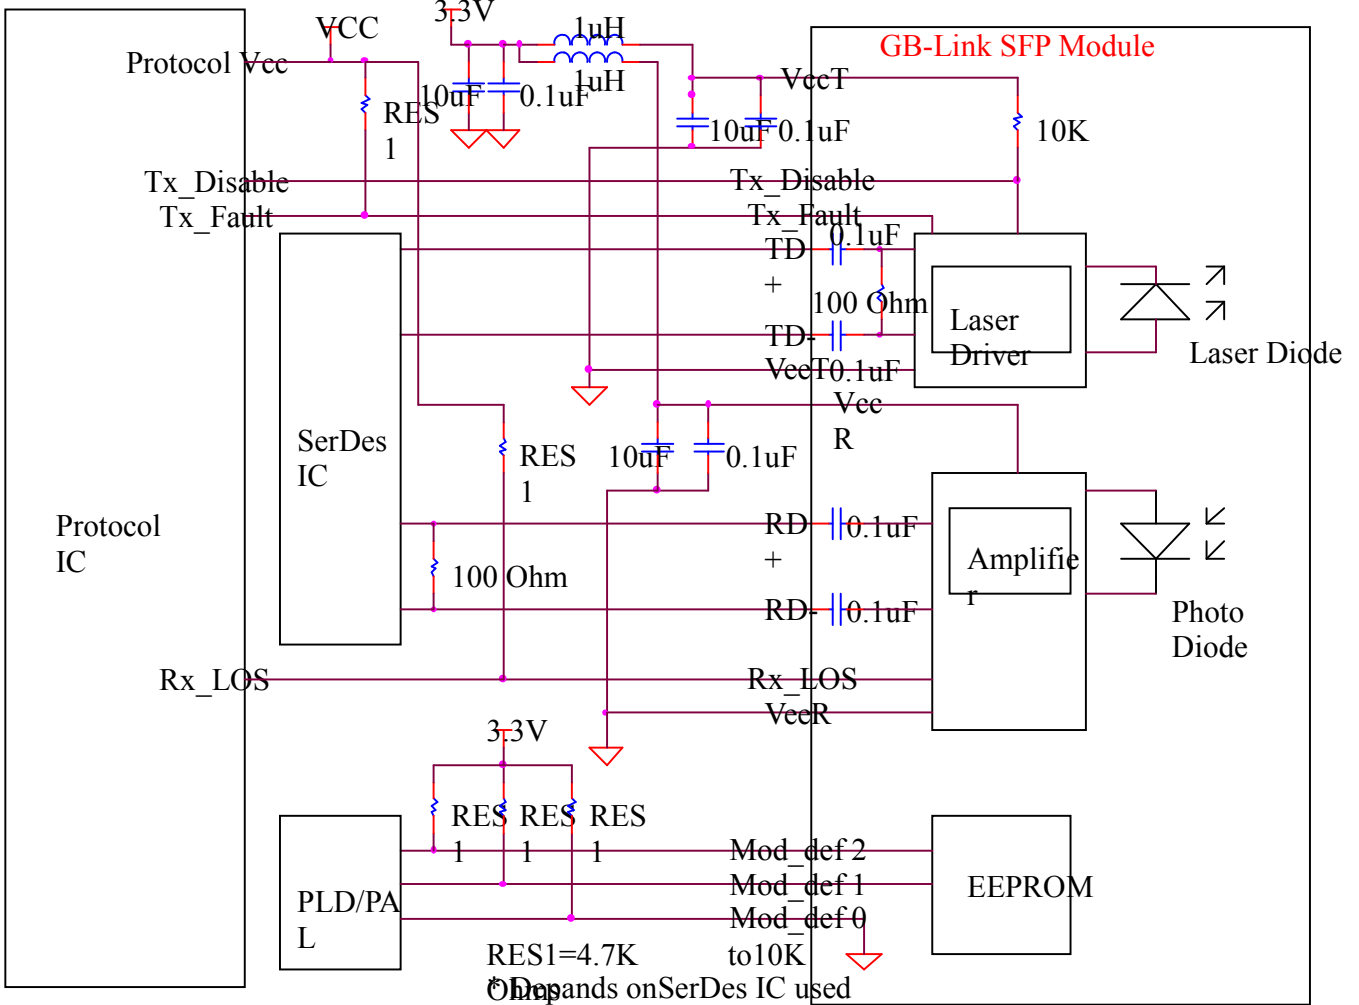 VCC
3.3V
1uH
GB-Link SFP Module
Protocol Vcc
1uH
VccT
10uF
0.1uF
RES
1
10uF
0.1uF
10K
Tx_Disable
Tx_Disable
Tx_Fault
Tx_Fault
0.1uF
TD
+
100 Ohm
Laser
Driver
TD-
Laser Diode
VeeT
0.1uF
Vcc
R
SerDes
IC
RES
1
10uF
0.1uF
Protocol
IC
RD
+
0.1uF
Amplifie
r
100 Ohm
RD-
0.1uF
Photo
Diode
Rx_LOS
Rx_LOS
VeeR
3.3V
RES
1
RES
1
RES
1
Mod_def 2
Mod_def 1
EEPROM
PLD/PA
L
Mod_def 0
RES1=4.7K to10K
Ohms
* Depands onSerDes IC used